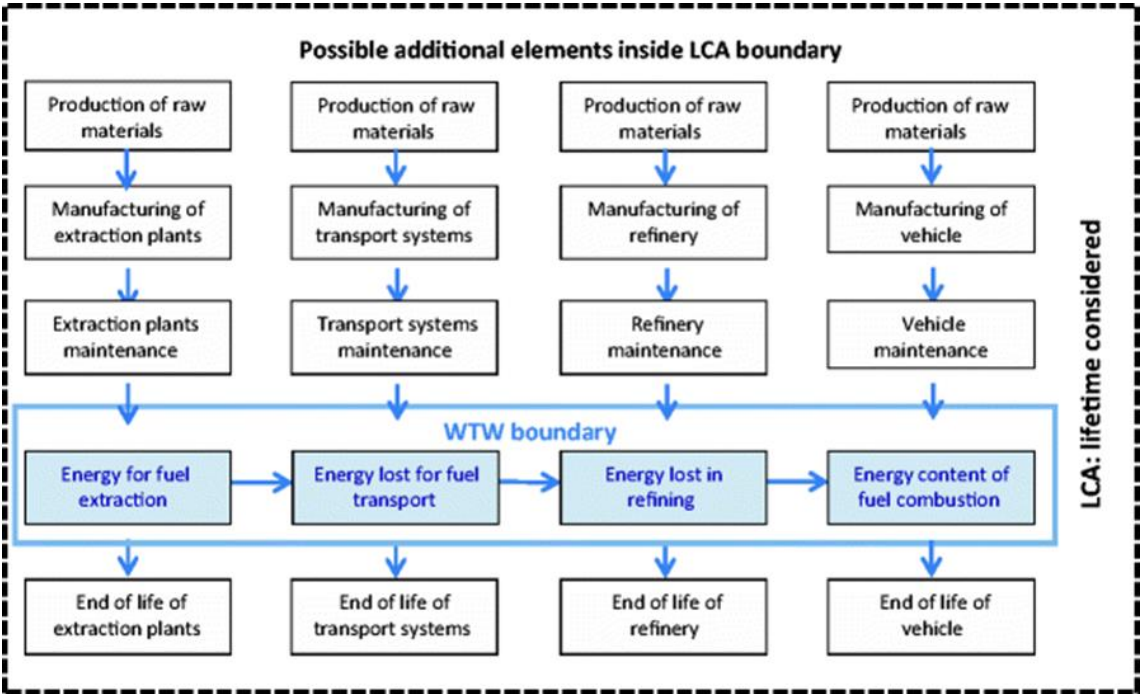 Possible additional elements inside LCA boundary
Production of raw
materials
Production of raw
materials
Production of raw
materials
Production of raw
materials
Manufacturing of
extraction plants
Manufacturing of
transport systems
Manufacturing of
refinery
Manufacturing of
vehicle
Extraction plants
maintenance
Transport systems
maintenance
Refinery
maintenance
Vehicle
maintenance
WTW boundary
Energy for fuel
extraction
Energy lost for fuel
transport
Energy lost in
refining
Energy content of
fuel combustion
End of life of
extraction plants
End of life of
transport systems
End of life of
refinery
End of life of
vehicle
LCA: lifetime considered